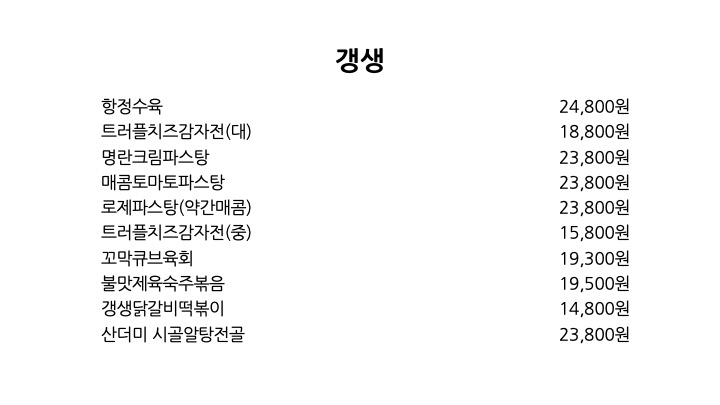 갱생
항정수육 24,800원
트러플치즈감자전(대) 18,800원
명란크림파스탕 23,800원
매콤토마토파스탕 23,800원
로제파스탕(약간매콤) 23,800원
트러플치즈감자전(중) 15,800원
꼬막큐브육회 19,300원
불맛제육숙주볶음 19,500원
갱생닭갈비떡볶이 14,800원
산더미 시골알탕전골 23,800원